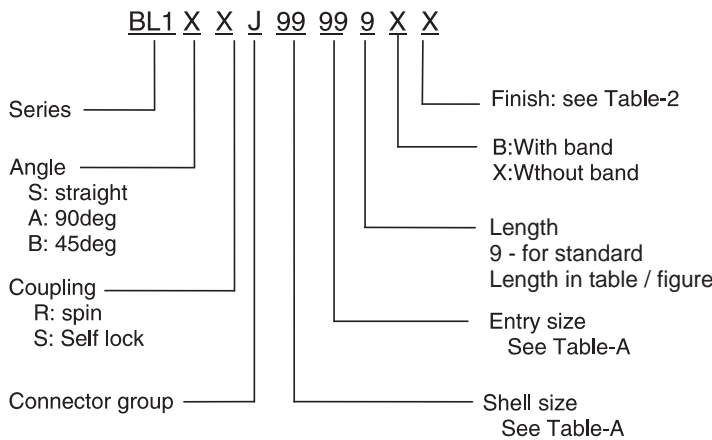 BL1 X X J 99 99 9 X X
Series
Angle
S: straight
A: 90deg
B: 45deg
Coupling
R: spin
S: Self lock
Connector group
Finish: see Table-2
B:With band
X:Wthout band
Length
9 - for standard
Length in table / figure
Entry size
See Table-A
Shell size
See Table-A